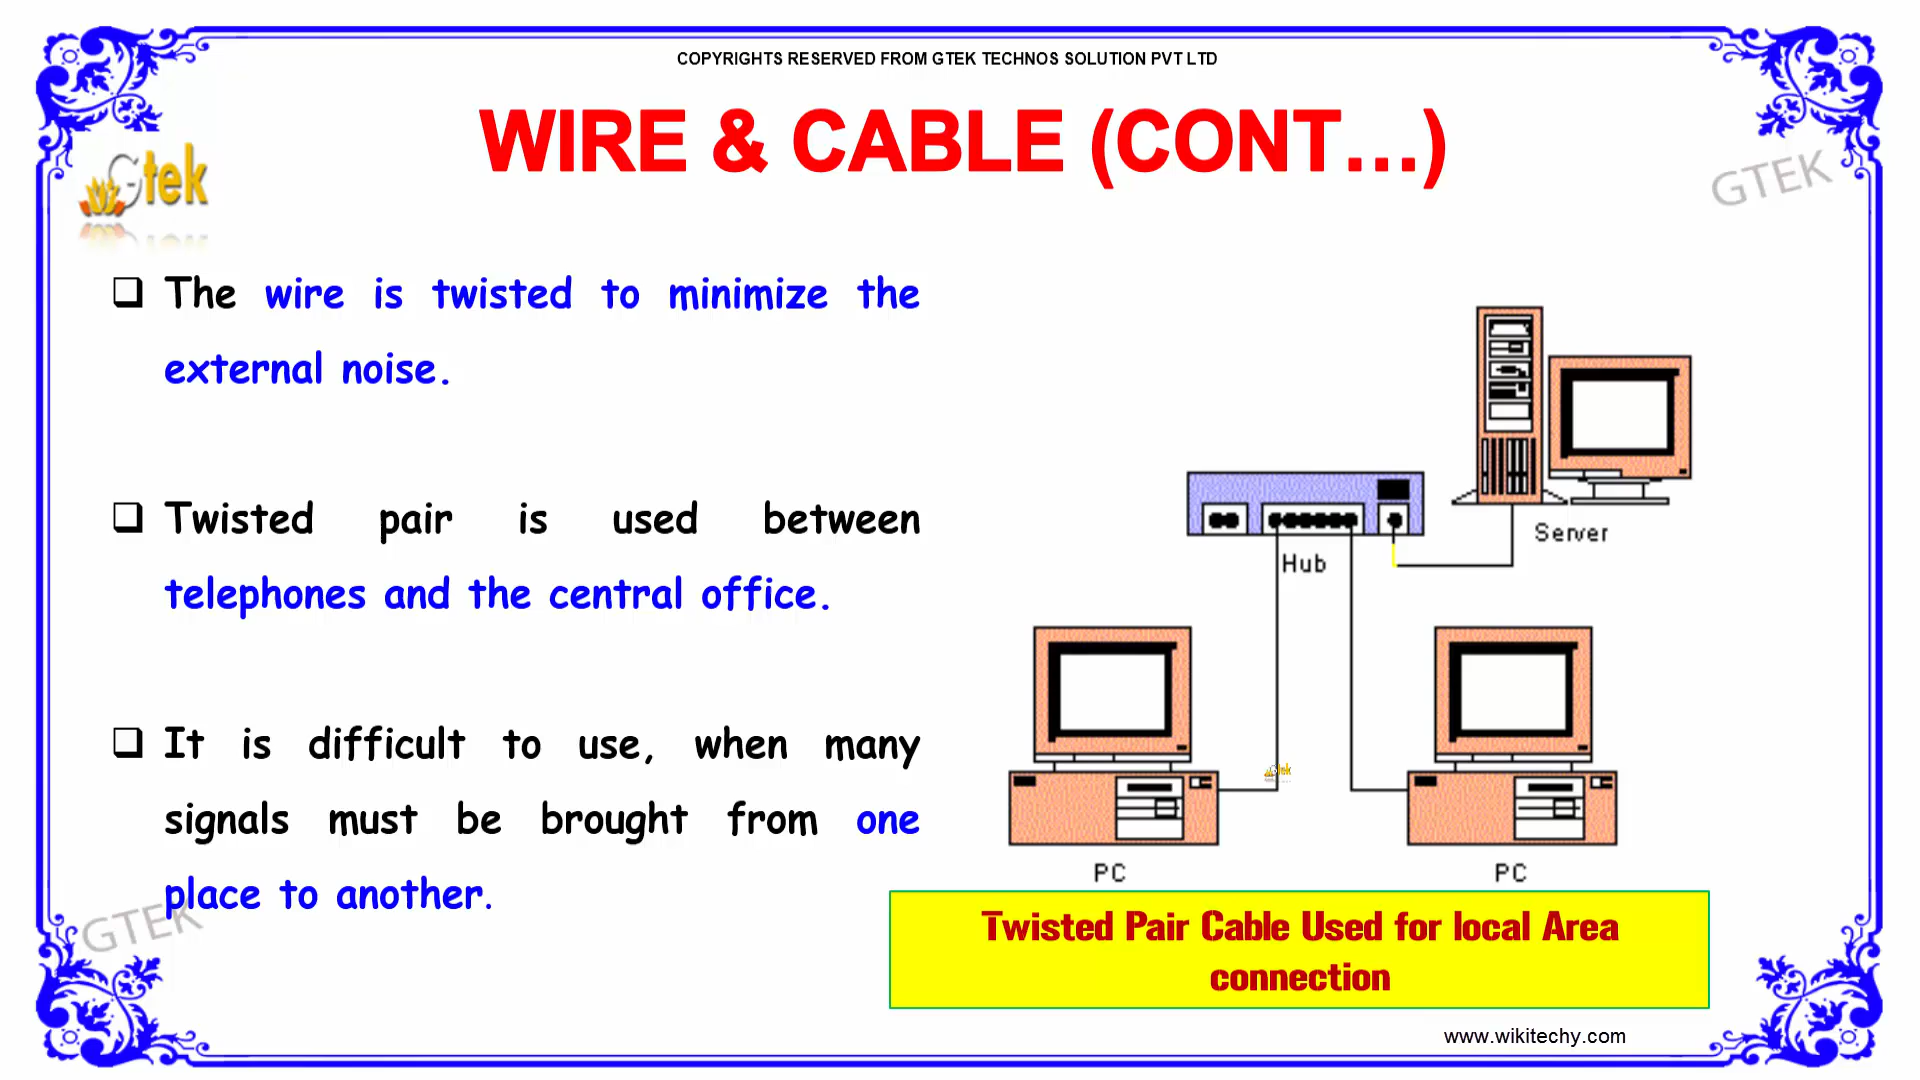 COPYRIGHTS RESERVED FROM GTEK TECHNOS SOLUTION PVT LTD
WIRE & CABLE (CONT...)
Gtek
GTEK
The wire is twisted to minimize the
external noise.
Twisted pair is used between
telephones and the central office.
It is difficult to use, when many
signals must be brought from one
place to another.
GTEK
Server
Hub
Gtek
PC
PC
Twisted Pair Cable Used for local Area
connection
www.wikitechy.com